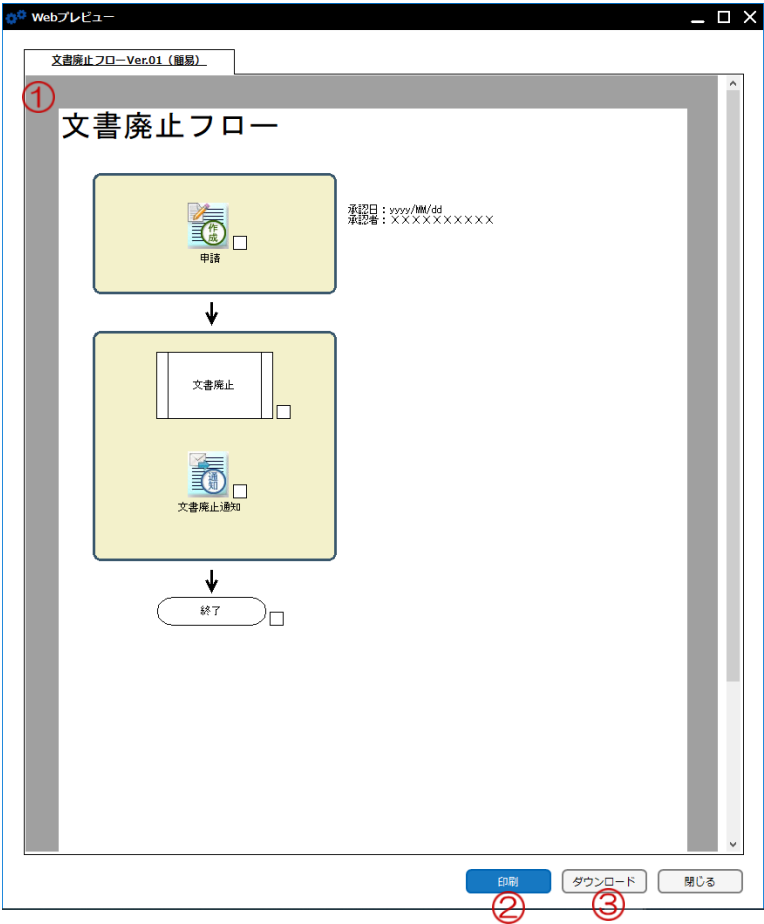 Webプレビュー
文書廃止フローVer.01（簡易）
①
文書廃止フロー
作成
申請
承認日：yyyy/MM/dd
承認者：××××××××××
文書廃止
通知
文書廃止通知
終了
印刷
ダウンロード
閉じる
②
③